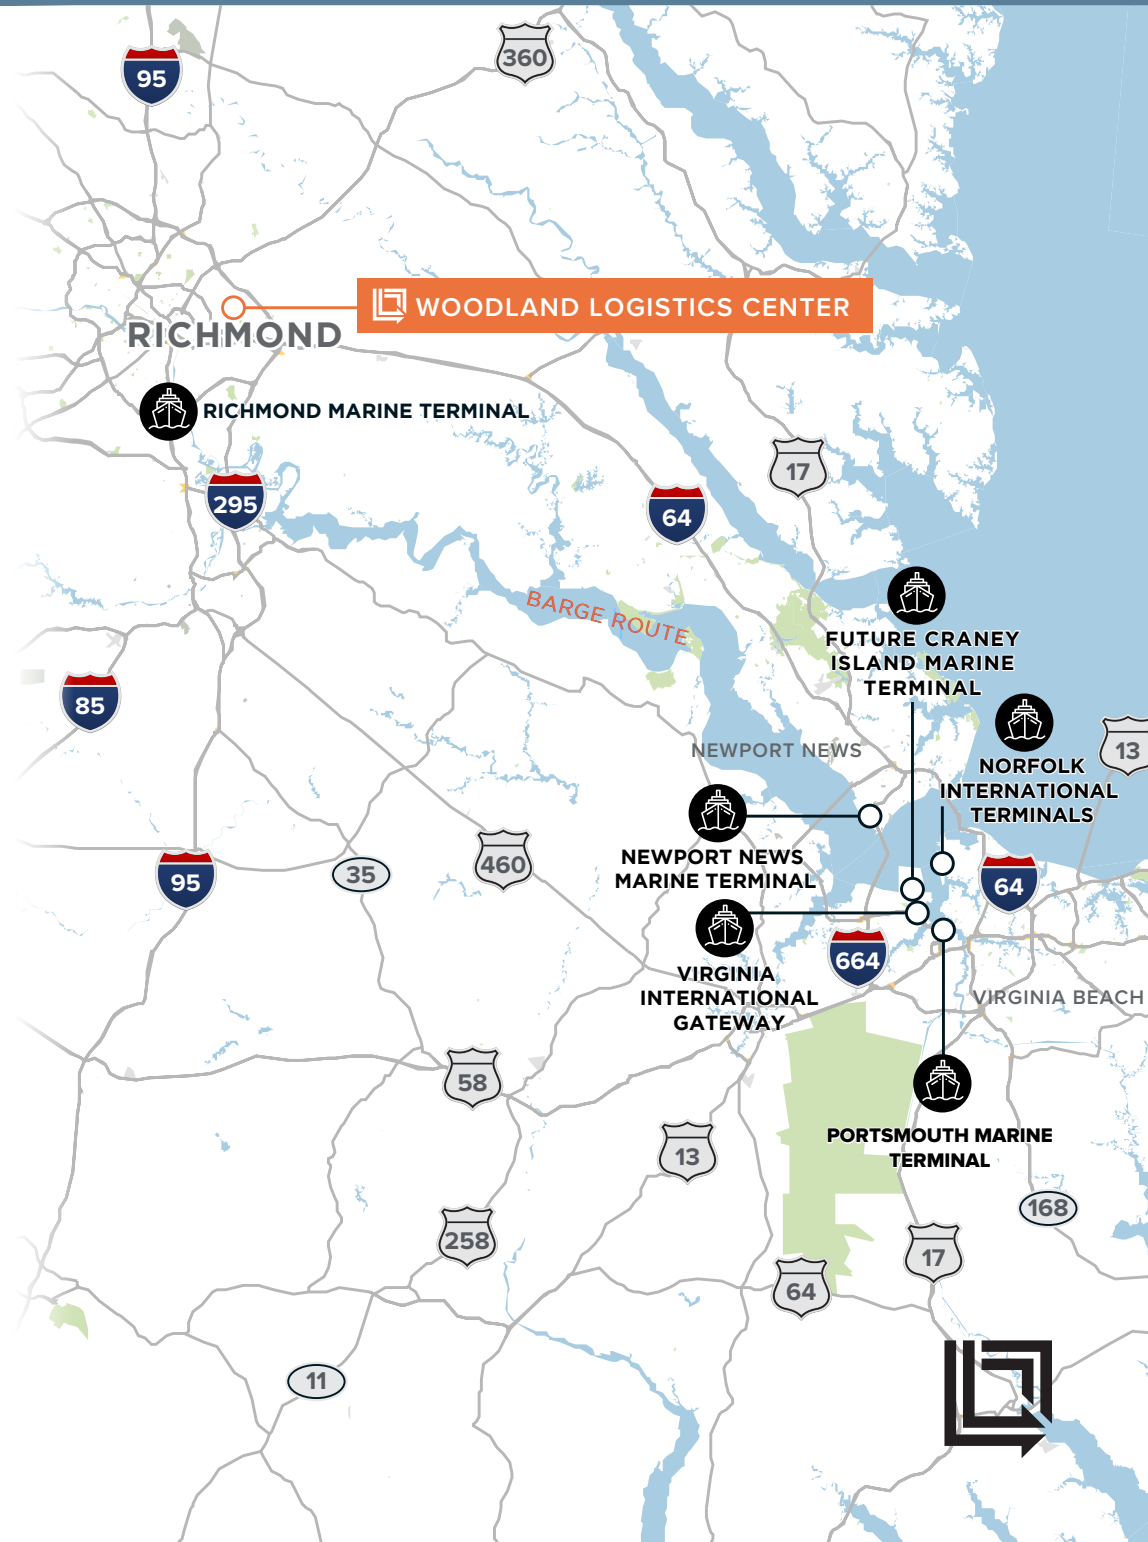 360
95
WOODLAND LOGISTICS CENTER
RICHMOND
RICHMOND MARINE TERMINAL
17
295
64
BARGE ROUTE
FUTURE CRANEY
ISLAND MARINE
TERMINAL
85
NEWPORT NEWS
13
NORFOLK
INTERNATIONAL
TERMINALS
NEWPORT NEWS
MARINE TERMINAL
95
35
460
64
664
VIRGINIA
INTERNATIONAL
GATEWAY
VIRGINIA BEACH
58
PORTSMOUTH MARINE
TERMINAL
13
168
258
17
64
11